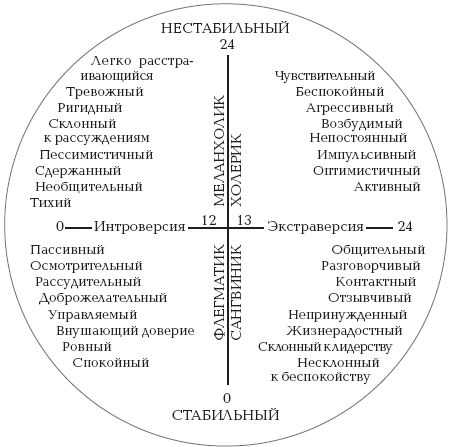 НЕСТАБИЛЬНЫЙ
24
Легко расстра-
ивающийся
Тревожный
Ригидный
Склонный
к рассуждениям
Пессимистичный
Сдержанный
Необщительный
Тихий
МЕЛАНХОЛИК
ХОЛЕРИК
Чувствительный
Беспокойный
Агрессивный
Возбудимый
Непостоянный
Импульсивный
Оптимистичный
Активный
0 Интроверсия 12 13 Экстраверсия 24
Пассивный
Осмотрительный
Рассудительный
Доброжелательный
Управляемый
Внушающий доверие
Ровный
Спокойный
ФЛЕГМАТИК
САНГВИНИК
Общительный
Разговорчивый
Контактный
Отзывчивый
Непринужденный
Жизнерадостный
Склонный к лидерству
Несклонный
к беспокойству
0
СТАБИЛЬНЫЙ